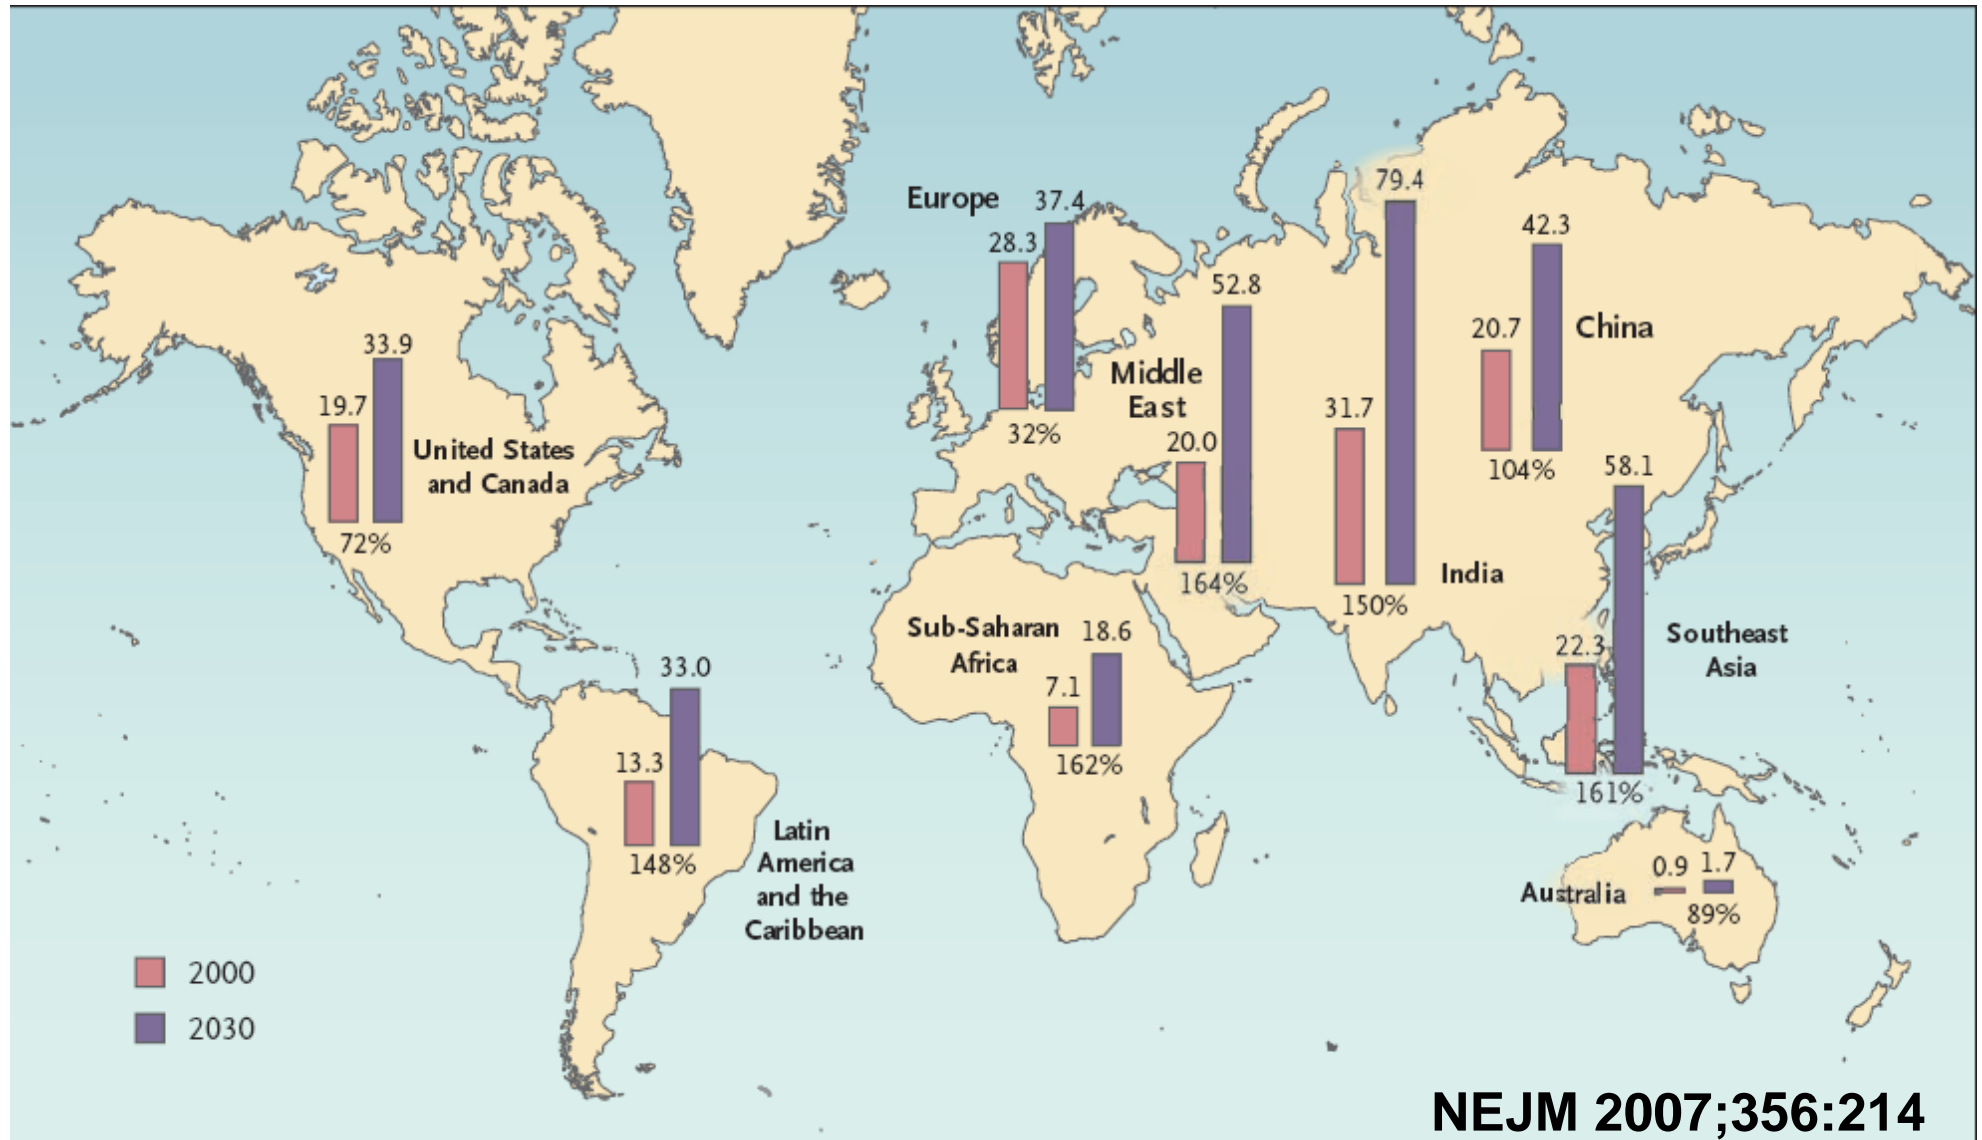 Europe
28.3
37.4
32%
Middle
East
20.0
52.8
164%
31.7
79.4
150%
India
20.7
42.3
104%
China
19.7
33.9
United States
and Canada
72%
Sub-Saharan
Africa
7.1
18.6
162%
22.3
58.1
161%
Southeast
Asia
13.3
33.0
148%
Latin
America
and the
Caribbean
Australia
0.9
1.7
89%
2000
2030
NEJM 2007;356:214